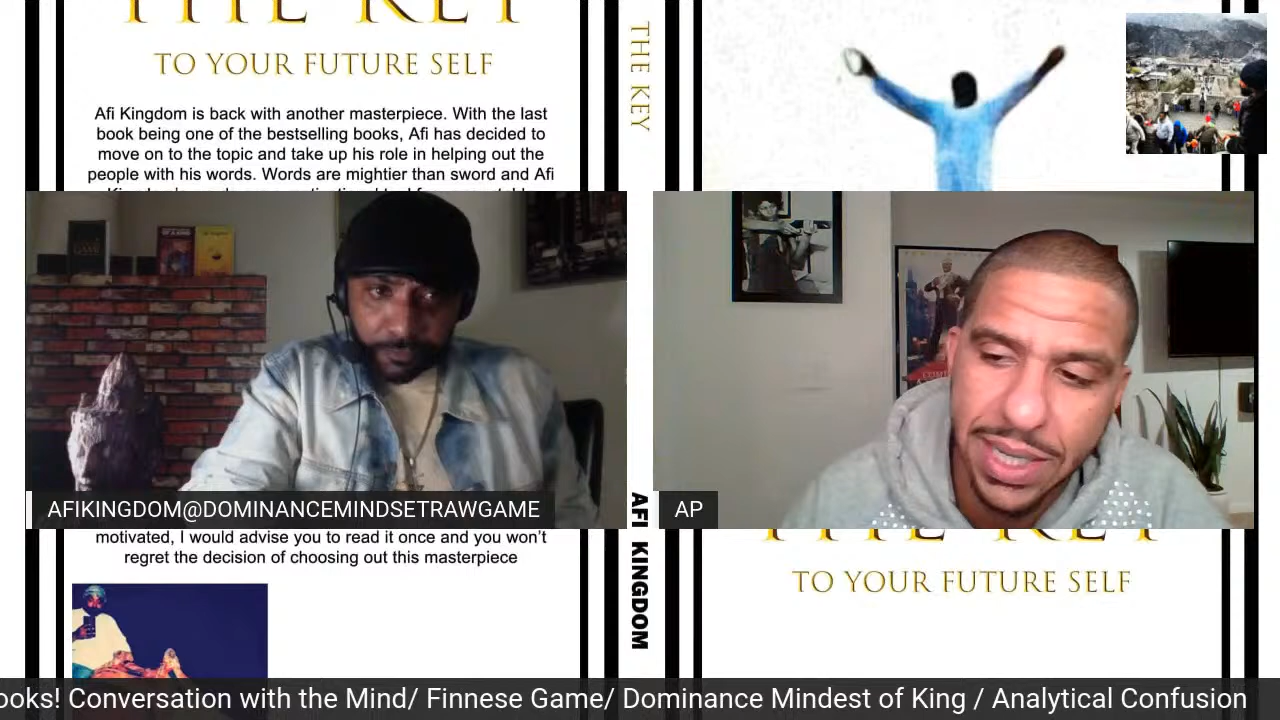 THE KEY
TO YOUR FUTURE SELF
Afi Kingdom is back with another masterpiece. With the last
book being one of the bestselling books, Afi has decided to
move on to the topic and take up his role in helping out the
people with his words. Words are mightier than sword and Afi
motivated, I would advise you to read it once and you won't
regret the decision of choosing out this masterpiece
THE KEY
AFI KINGDOM
THE KEY
TO YOUR FUTURE SELF
AFIKINGDOM@DOMINANCEMINDSETRAWGAME
AP
ooks! Conversation with the Mind/ Finnese Game/ Dominance Mindest of King / Analytical Confusion